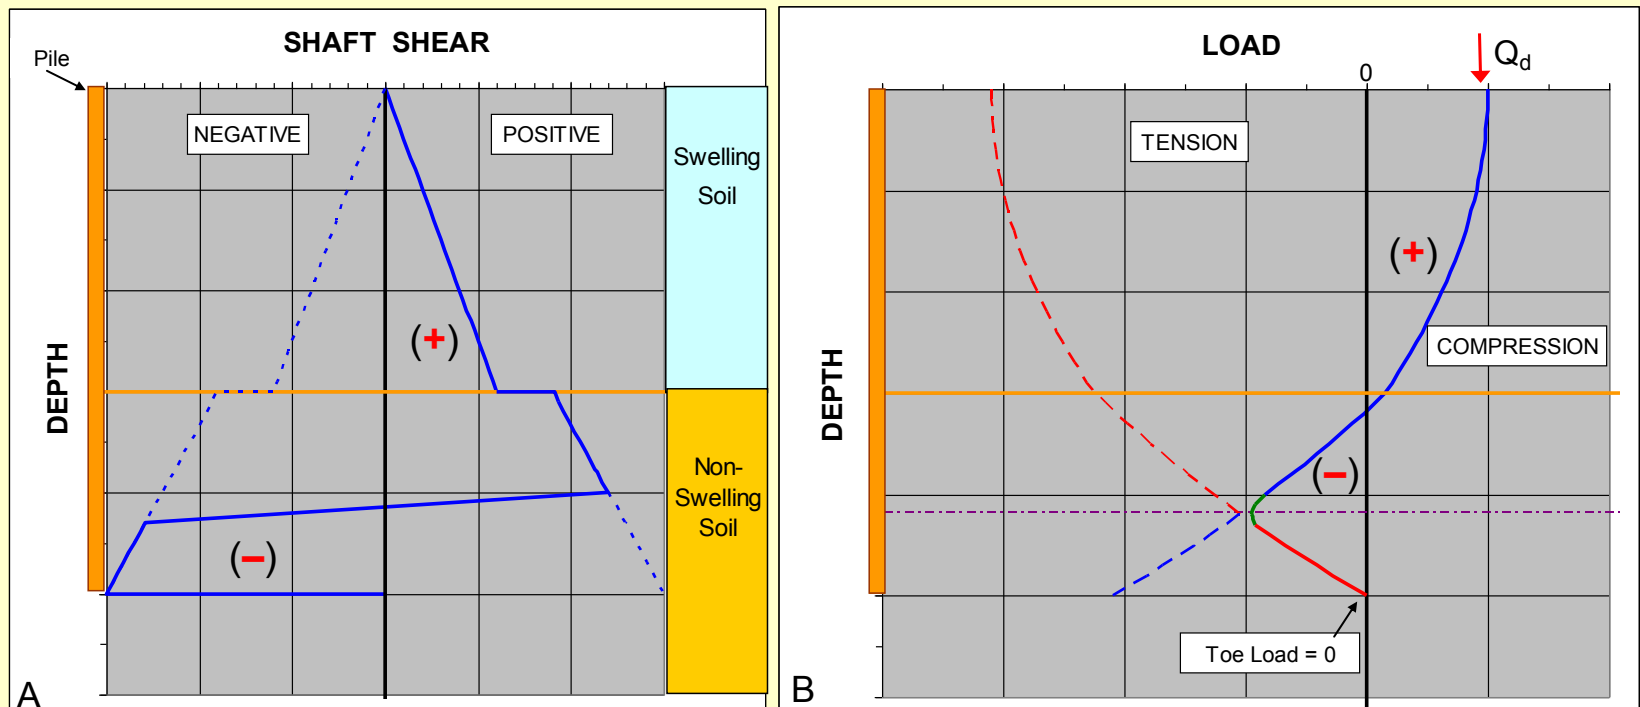 SHAFT SHEAR
Pile
NEGATIVE
POSITIVE
Swelling
Soil
(+)
DEPTH
Non-
Swelling
Soil
(−)
A
LOAD
0
Qd
TENSION
(+)
COMPRESSION
DEPTH
(−)
Toe Load = 0
B